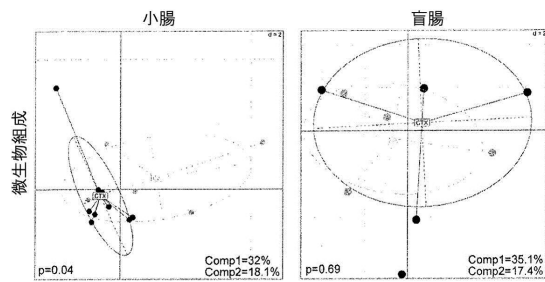 小腸
盲腸
d = 2
d = 2
微生物組成
CTX
CTX
p=0.04
Comp1=32%
Comp2=18.1%
p=0.69
Comp1=35.1%
Comp2=17.4%